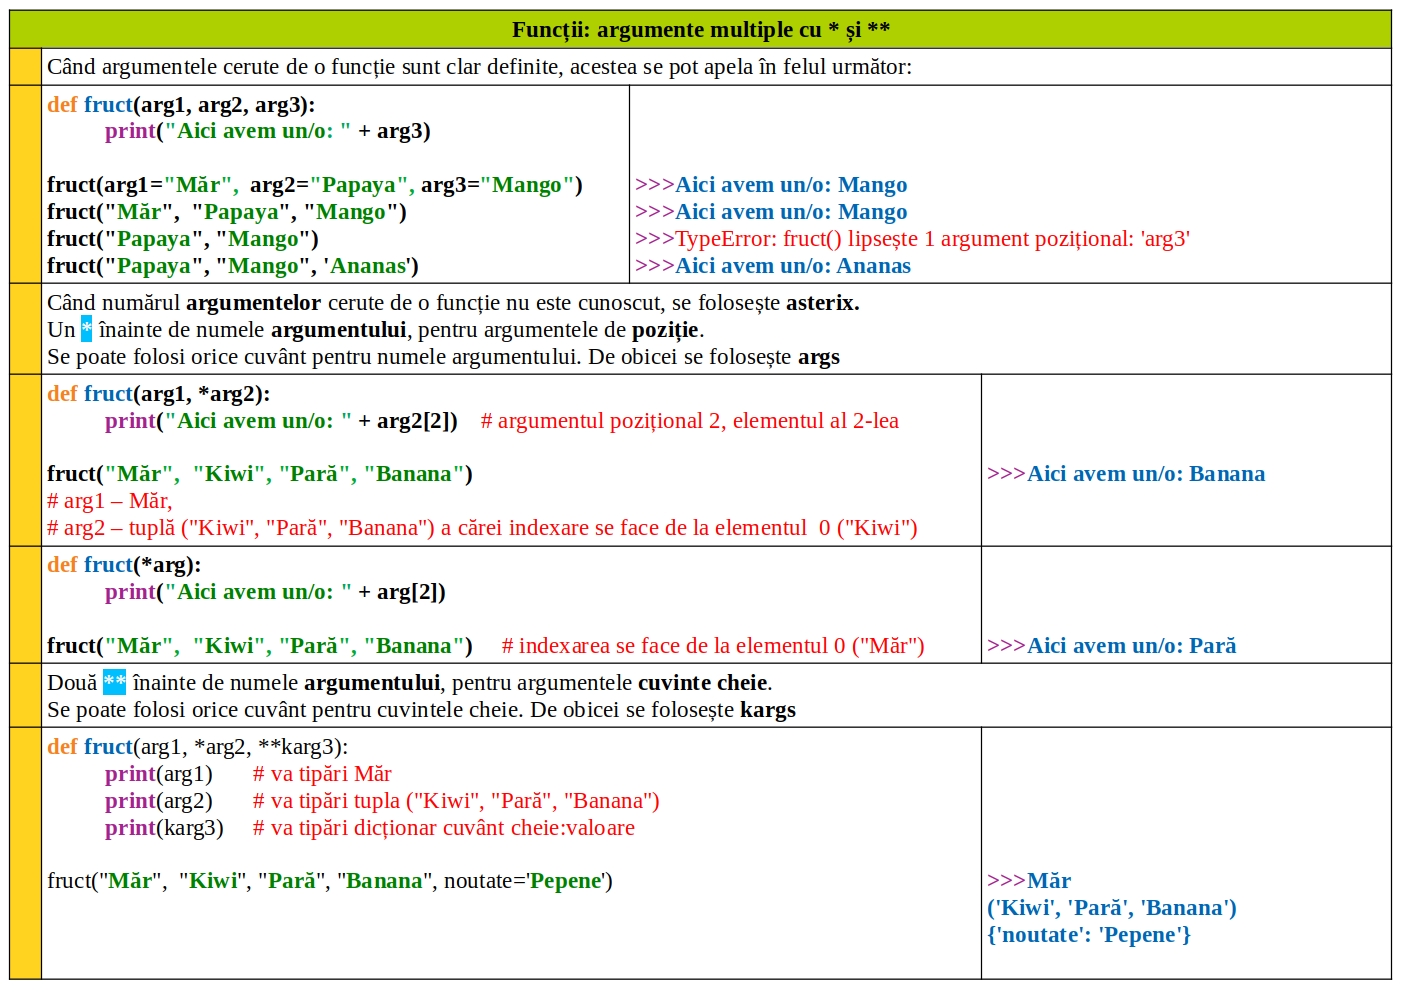 Funcții: argumente multiple cu * și **
Când argumentele cerute de o funcție sunt clar definite, acestea se pot apela în felul următor:
def fruct(arg1, arg2, arg3):
print("Aici avem un/o: " + arg3)
fruct(arg1="Măr",  arg2="Papaya", arg3="Mango")
>>>Aici avem un/o: Mango
fruct("Măr",  "Papaya", "Mango")
>>>Aici avem un/o: Mango
fruct("Papaya", "Mango")
>>>TypeError: fruct() lipsește 1 argument pozițional: 'arg3'
fruct("Papaya", "Mango", 'Ananas')
>>>Aici avem un/o: Ananas
Când numărul argumentelor cerute de o funcție nu este cunoscut, se folosește asterix.
Un * înainte de numele argumentului, pentru argumentele de poziție.
Se poate folosi orice cuvânt pentru numele argumentului. De obicei se folosește args
def fruct(arg1, *arg2):
print("Aici avem un/o: " + arg2[2])    # argumentul pozițional 2, elementul al 2-lea
fruct("Măr",  "Kiwi", "Pară", "Banana")
>>>Aici avem un/o: Banana
# arg1 – Măr,
# arg2 – tuplă ("Kiwi", "Pară", "Banana") a cărei indexare se face de la elementul  0 ("Kiwi")
def fruct(*arg):
print("Aici avem un/o: " + arg[2])
fruct("Măr",  "Kiwi", "Pară", "Banana")     # indexarea se face de la elementul 0 ("Măr")
>>>Aici avem un/o: Pară
Două ** înainte de numele argumentului, pentru argumentele cuvinte cheie.
Se poate folosi orice cuvânt pentru cuvintele cheie. De obicei se folosește kargs
def fruct(arg1, *arg2, **karg3):
print(arg1)       # va tipări Măr
print(arg2)       # va tipări tupla ("Kiwi", "Pară", "Banana")
print(karg3)     # va tipări dicționar cuvânt cheie:valoare
fruct("Măr",  "Kiwi", "Pară", "Banana", noutate='Pepene')
>>>Măr
('Kiwi', 'Pară', 'Banana')
{'noutate': 'Pepene'}